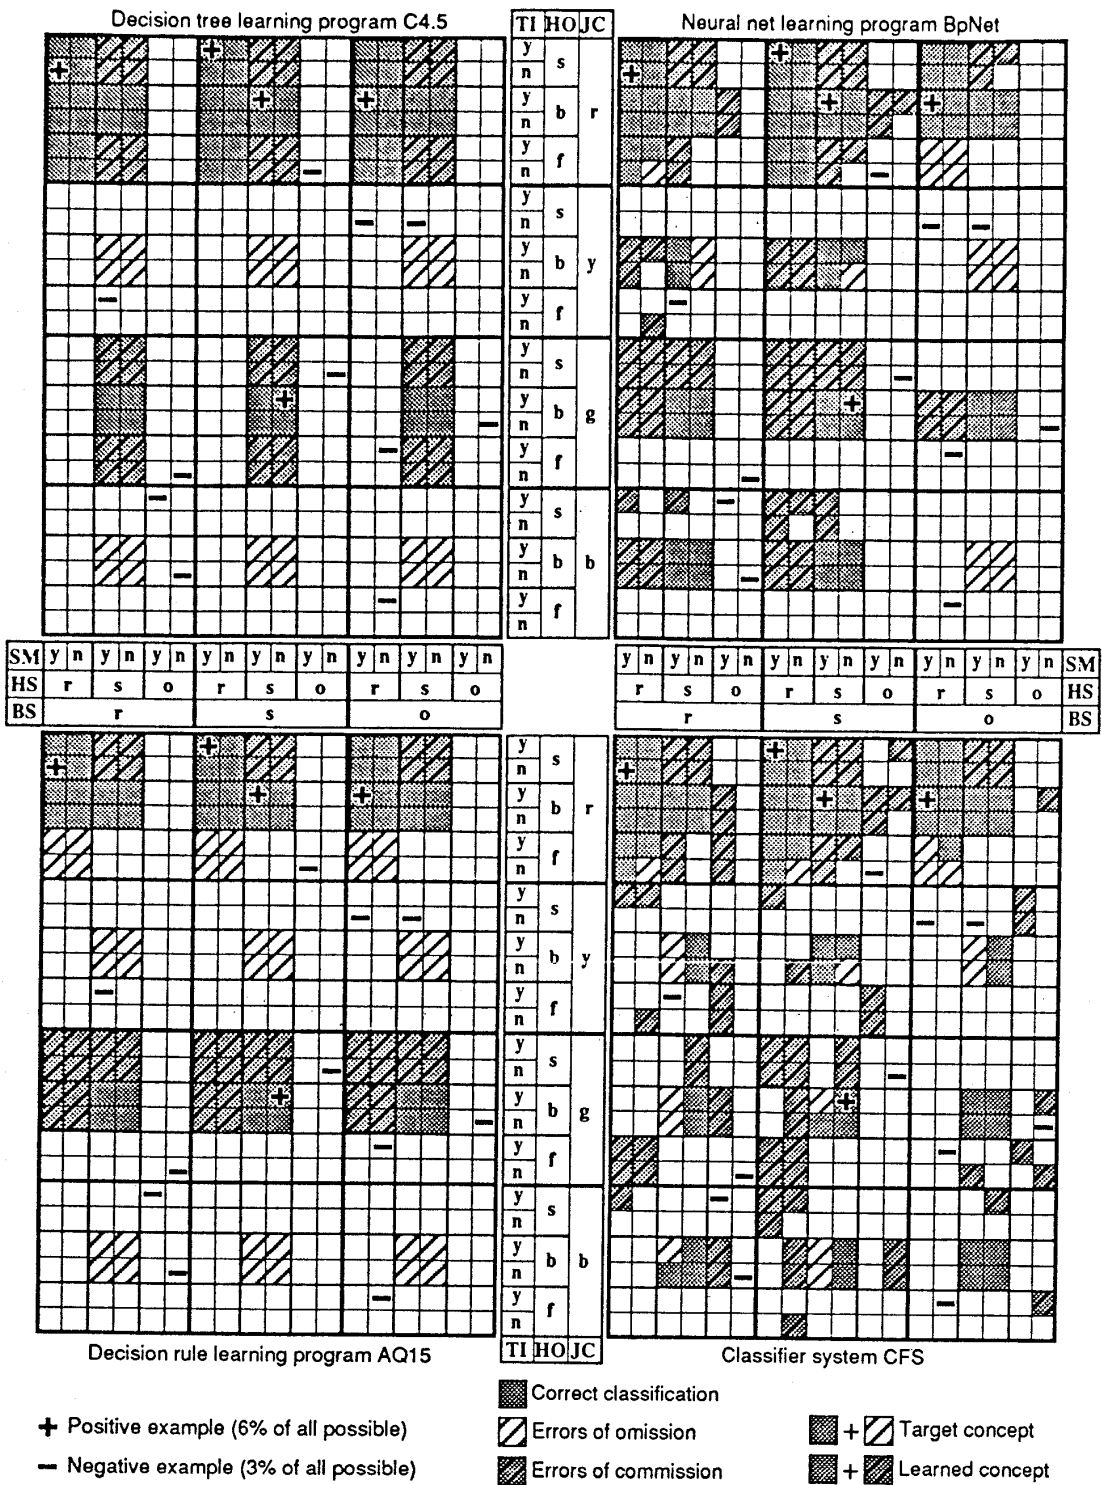 Decision tree learning program C4.5
TI HO JC
Neural net learning program BpNet
y
n
s
y
n
b
r
y
n
f
y
n
s
y
n
b
y
y
n
f
y
n
s
y
n
b
g
y
n
f
y
n
s
y
n
b
b
y
n
f
SM y n y n y n y n y n y n y n y n y n
HS r s o r s o r s o
BS r s o
y n y n y n y n y n y n y n y n y n SM
r s o r s o r s o HS
r s o BS
y
n
s
y
n
b
r
y
n
f
y
n
s
y
n
b
y
y
n
f
y
n
s
y
n
b
g
y
n
f
y
n
s
y
n
b
b
y
n
f
Decision rule learning program AQ15
TI HO JC
Classifier system CFS
Correct classification
+ Positive example (6% of all possible)
Errors of omission
+ Target concept
− Negative example (3% of all possible)
Errors of commission
+ Learned concept